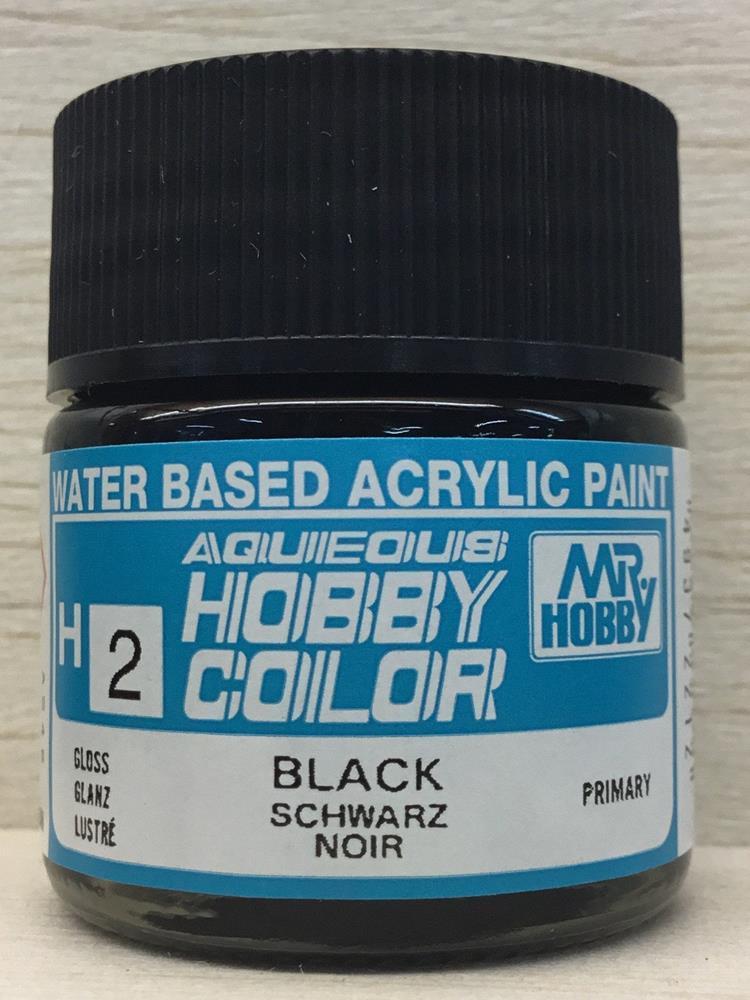 WATER BASED ACRYLIC PAINT
AQUEOUS
HOBBY
COLOR
H 2
MR.
HOBBY
GLOSS
GLANZ
LUSTRÉ
BLACK
SCHWARZ
NOIR
PRIMARY